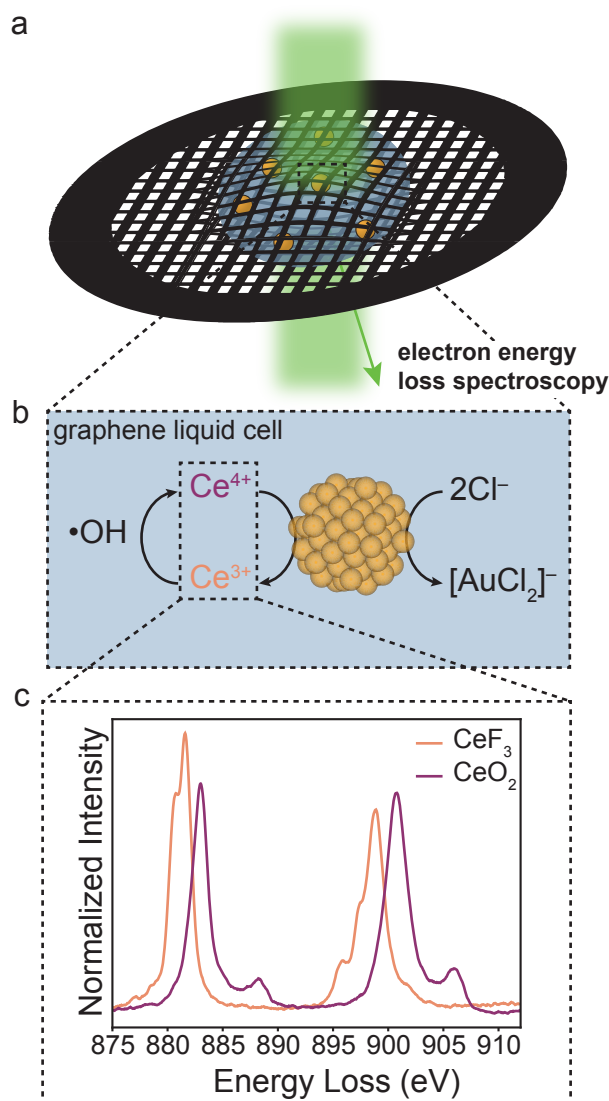 a
electron energy
loss spectroscopy
b
graphene liquid cell
Ce⁴⁺
2Cl⁻
•OH
Ce³⁺
[AuCl₂]⁻
c
CeF₃
CeO₂
Normalized Intensity
875 880 885 890 895 900 905 910
Energy Loss (eV)